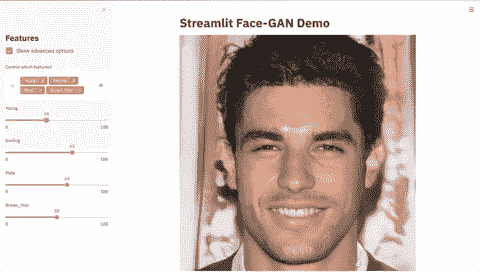 Streamlit Face-GAN Demo
Features
Show advanced options
Control which features?
Young
Smiling
Male
Brown_Hair
Young
0
100
Smiling
0
100
Male
0
100
Brown_Hair
50
0
100